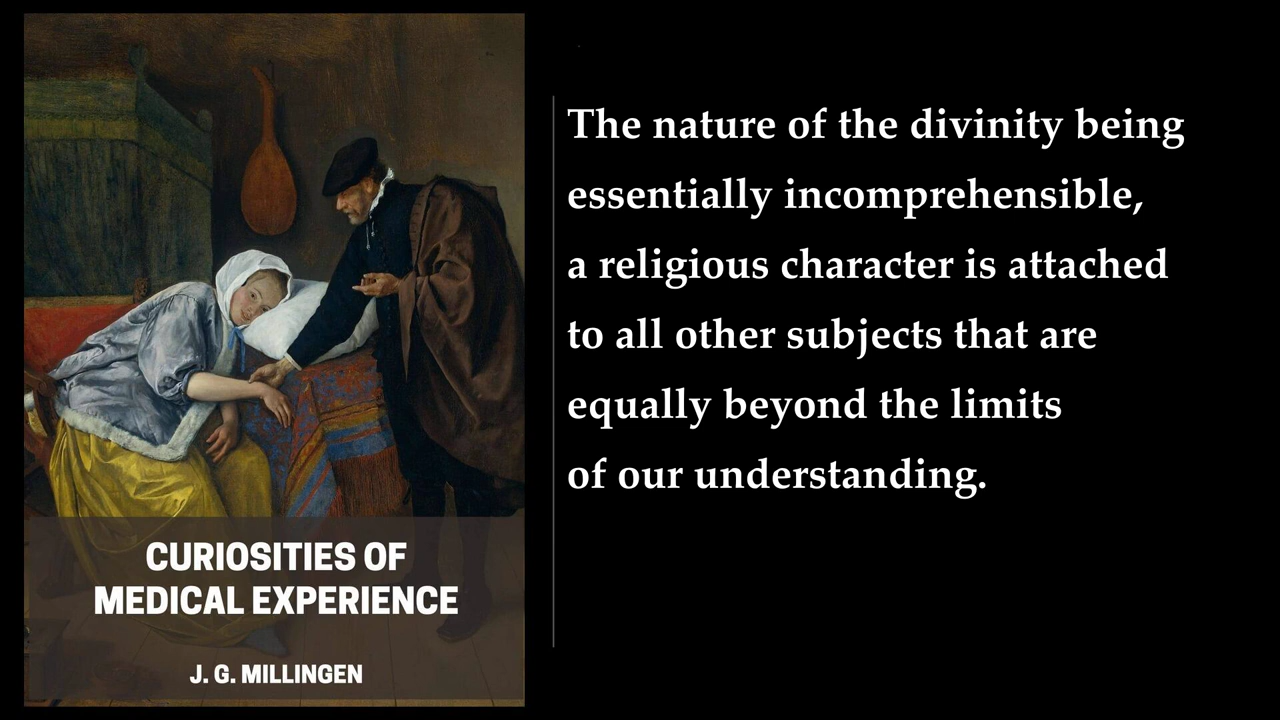 The nature of the divinity being
essentially incomprehensible,
a religious character is attached
to all other subjects that are
equally beyond the limits
of our understanding.
CURIOSITIES OF
MEDICAL EXPERIENCE
J. G. MILLINGEN